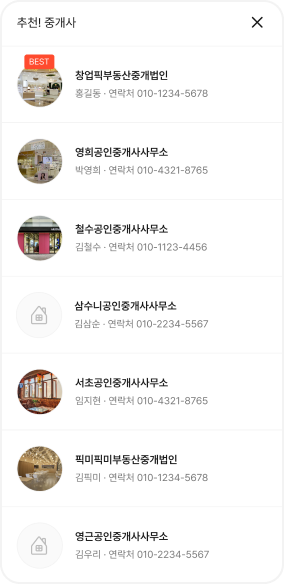 추천! 중개사
BEST
창업픽부동산중개법인
홍길동 · 연락처 010-1234-5678
영희공인중개사사무소
박영희 · 연락처 010-4321-8765
철수공인중개사사무소
김철수 · 연락처 010-1123-4456
삼수니공인중개사사무소
김삼순 · 연락처 010-2234-5567
서초공인중개사사무소
임지현 · 연락처 010-4321-8765
픽미픽미부동산중개법인
김픽미 · 연락처 010-1234-5678
영근공인중개사사무소
김우리 · 연락처 010-2234-5567